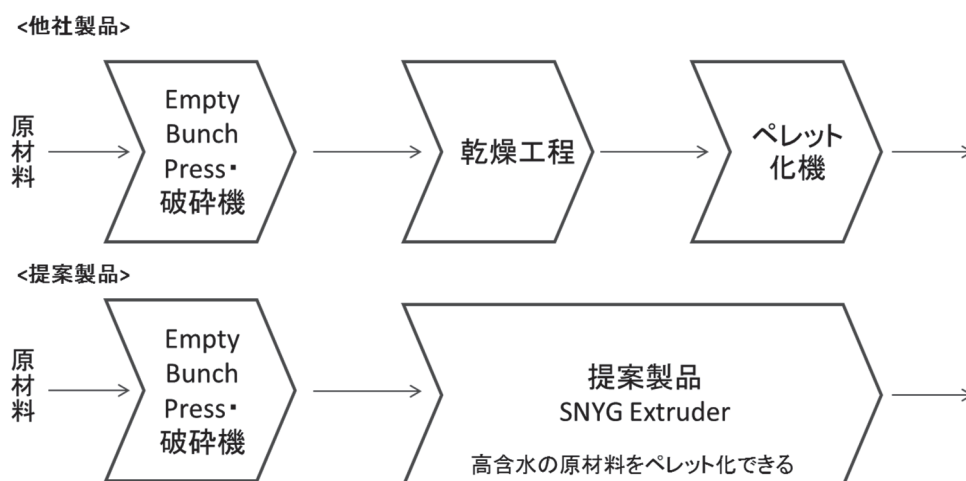 <他社製品>
原材料
Empty
Bunch
Press・
破砕機
乾燥工程
ペレット
化機
<提案製品>
原材料
Empty
Bunch
Press・
破砕機
提案製品
SNYG Extruder
高含水の原材料をペレット化できる